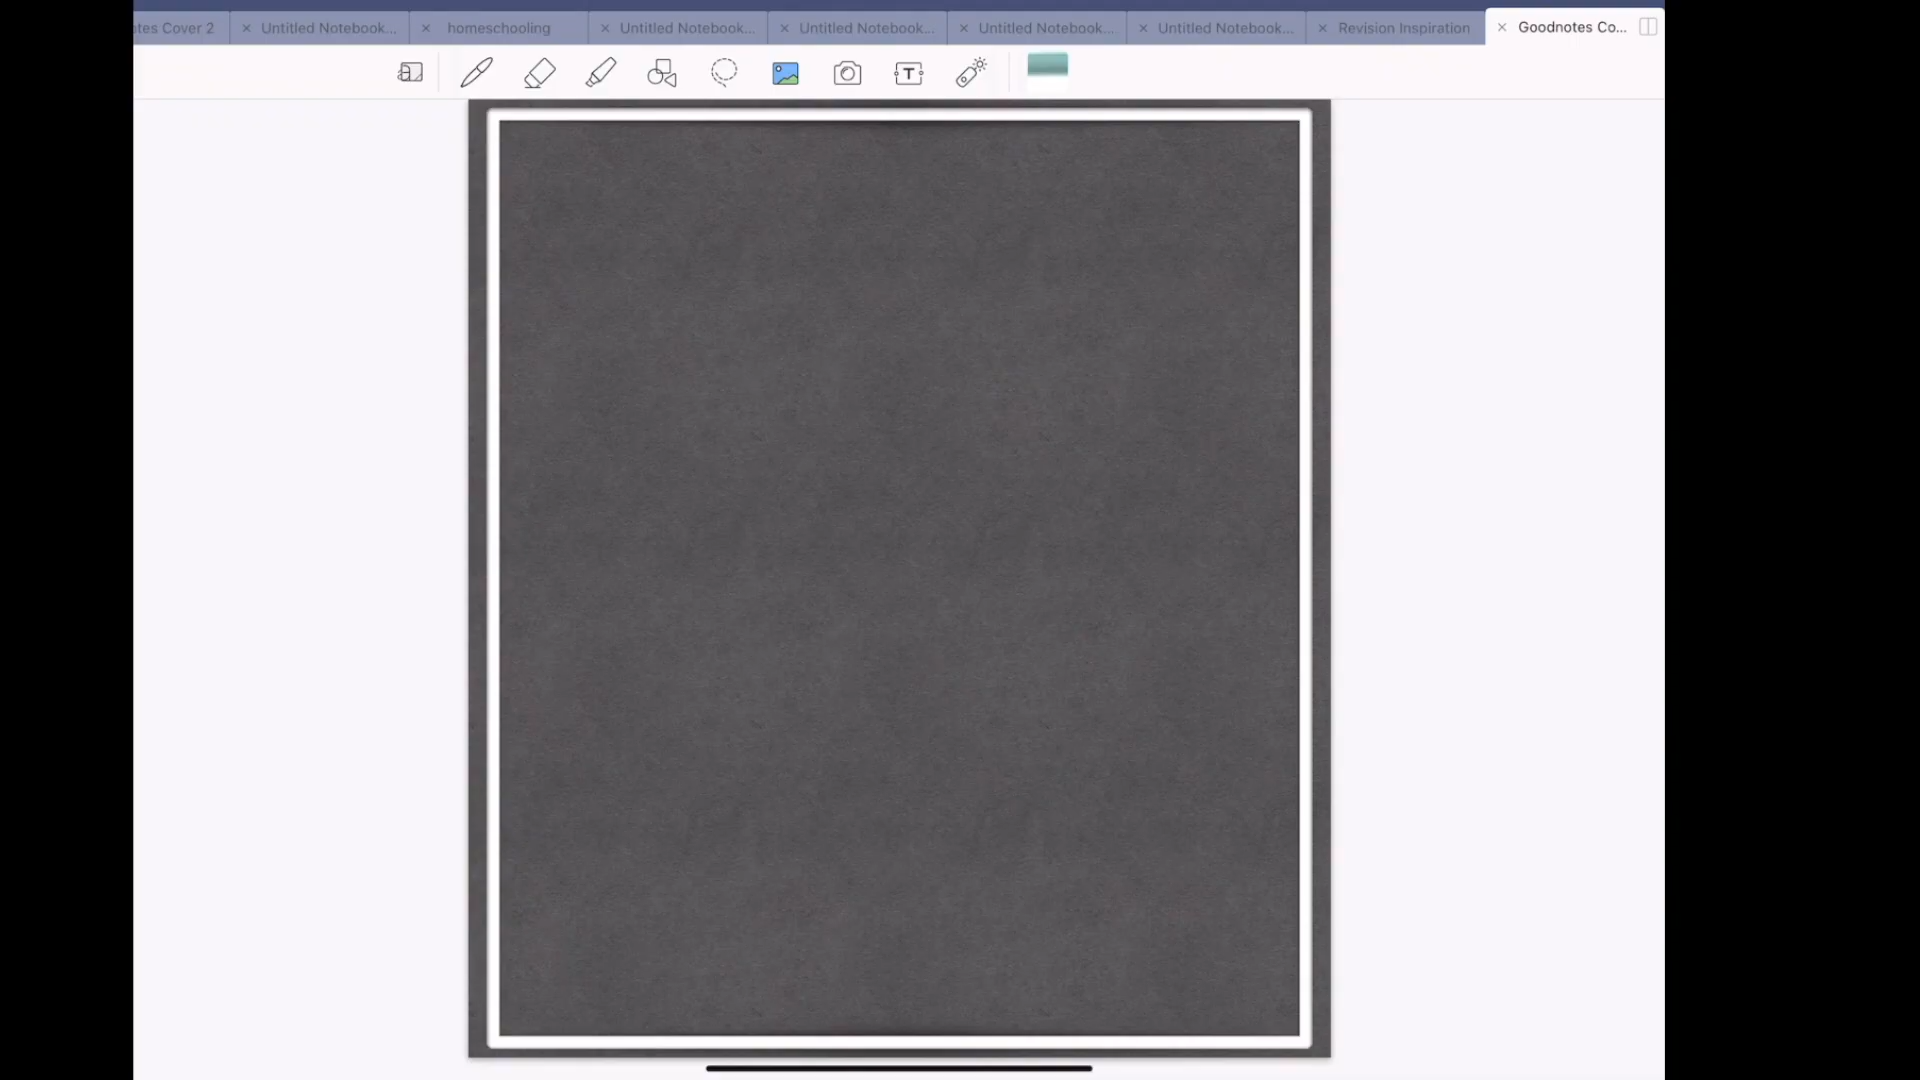 tes Cover 2
Untitled Notebook...
homeschooling
Untitled Notebook...
Untitled Notebook...
Untitled Notebook...
Untitled Notebook...
Revision Inspiration
Goodnotes Co...
T